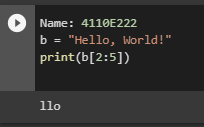 Name: 4110E222
b = "Hello, World!"
print(b[2:5])
llo